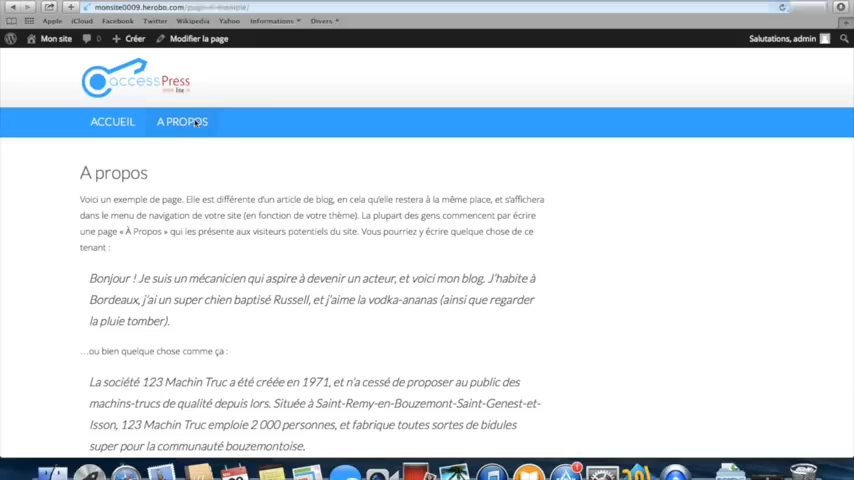 monsite0009.herobo.com/page-d-exemple/
Apple iCloud Facebook Twitter Wikipedia Yahoo Informations Divers
Mon site 0 Créer Modifier la page Salutations, admin
accessPress
lite
ACCUEIL A PROPOS
A propos
Voici un exemple de page. Elle est différente d'un article de blog, en cela qu'elle restera à la même place, et s'affichera
dans le menu de navigation de votre site (en fonction de votre thème). La plupart des gens commencent par écrire
une page « À Propos » qui les présente aux visiteurs potentiels du site. Vous pourriez y écrire quelque chose de ce
tenant :
Bonjour ! Je suis un mécanicien qui aspire à devenir un acteur, et voici mon blog. J'habite à
Bordeaux, j'ai un super chien baptisé Russell, et j'aime la vodka-ananas (ainsi que regarder
la pluie tomber).
…ou bien quelque chose comme ça :
La société 123 Machin Truc a été créée en 1971, et n'a cessé de proposer au public des
machins-trucs de qualité depuis lors. Située à Saint-Remy-en-Bouzemont-Saint-Genest-et-
Isson, 123 Machin Truc emploie 2 000 personnes, et fabrique toutes sortes de bidules
super pour la communauté bouzemontoise.